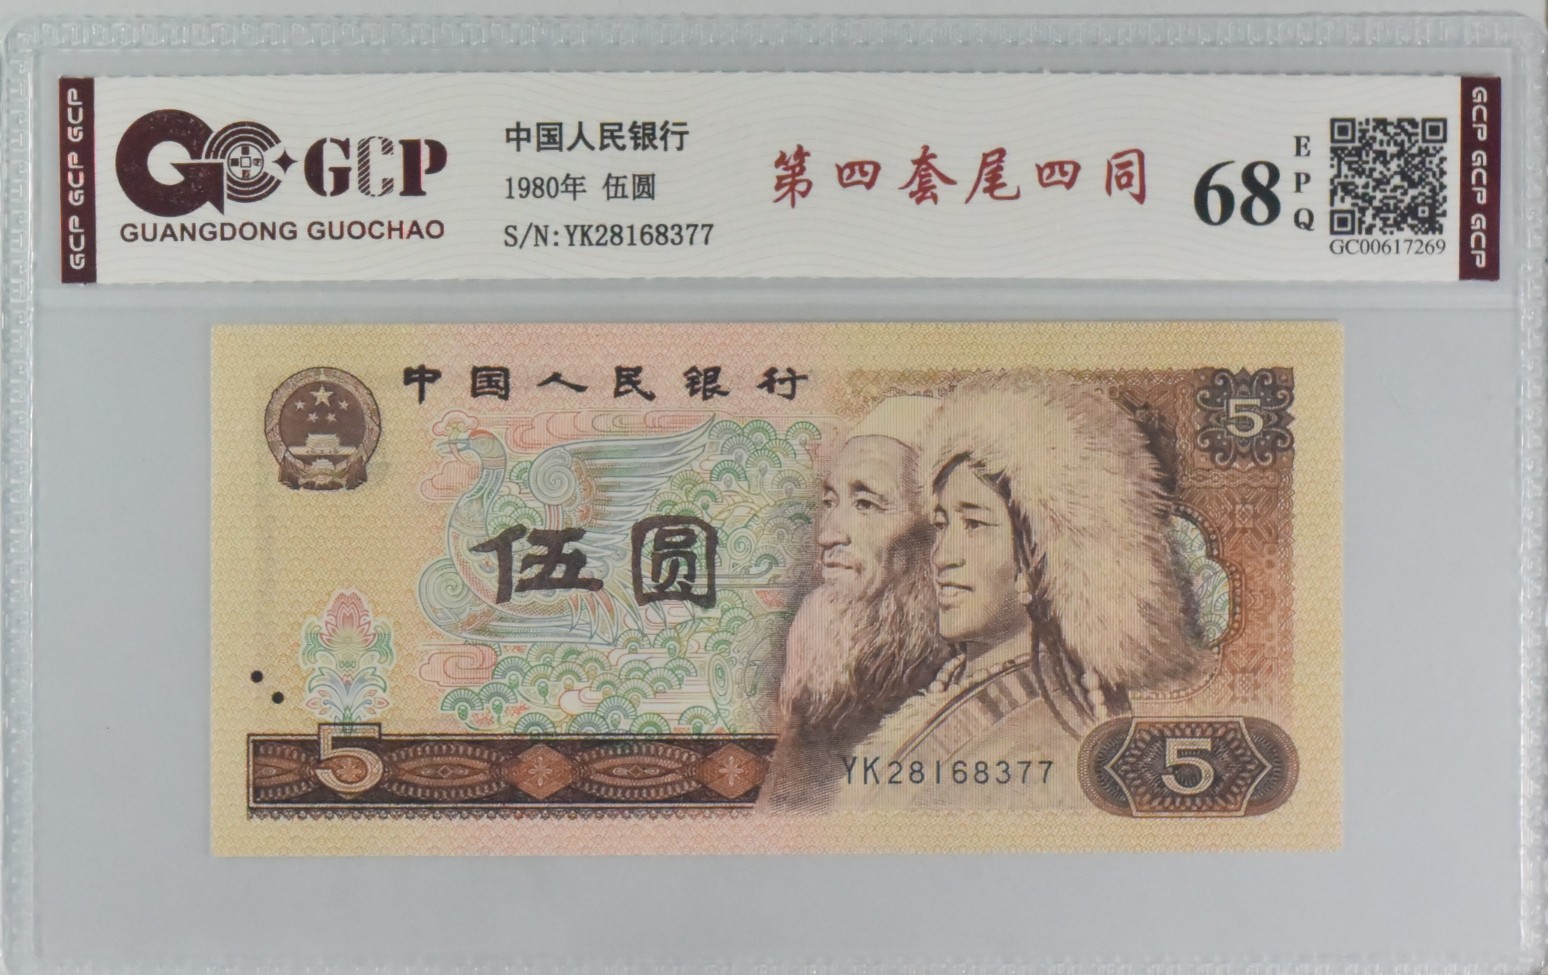 GCP GCP GCP
GCP
GUANGDONG GUOCHAO
中国人民银行
1980年 伍圆
S/N:YK28168377
第四套尾四同
68
EPQ
GC00617269
GCP GCP GCP
中国人民银行
5
伍圆
5
YK28168377
5